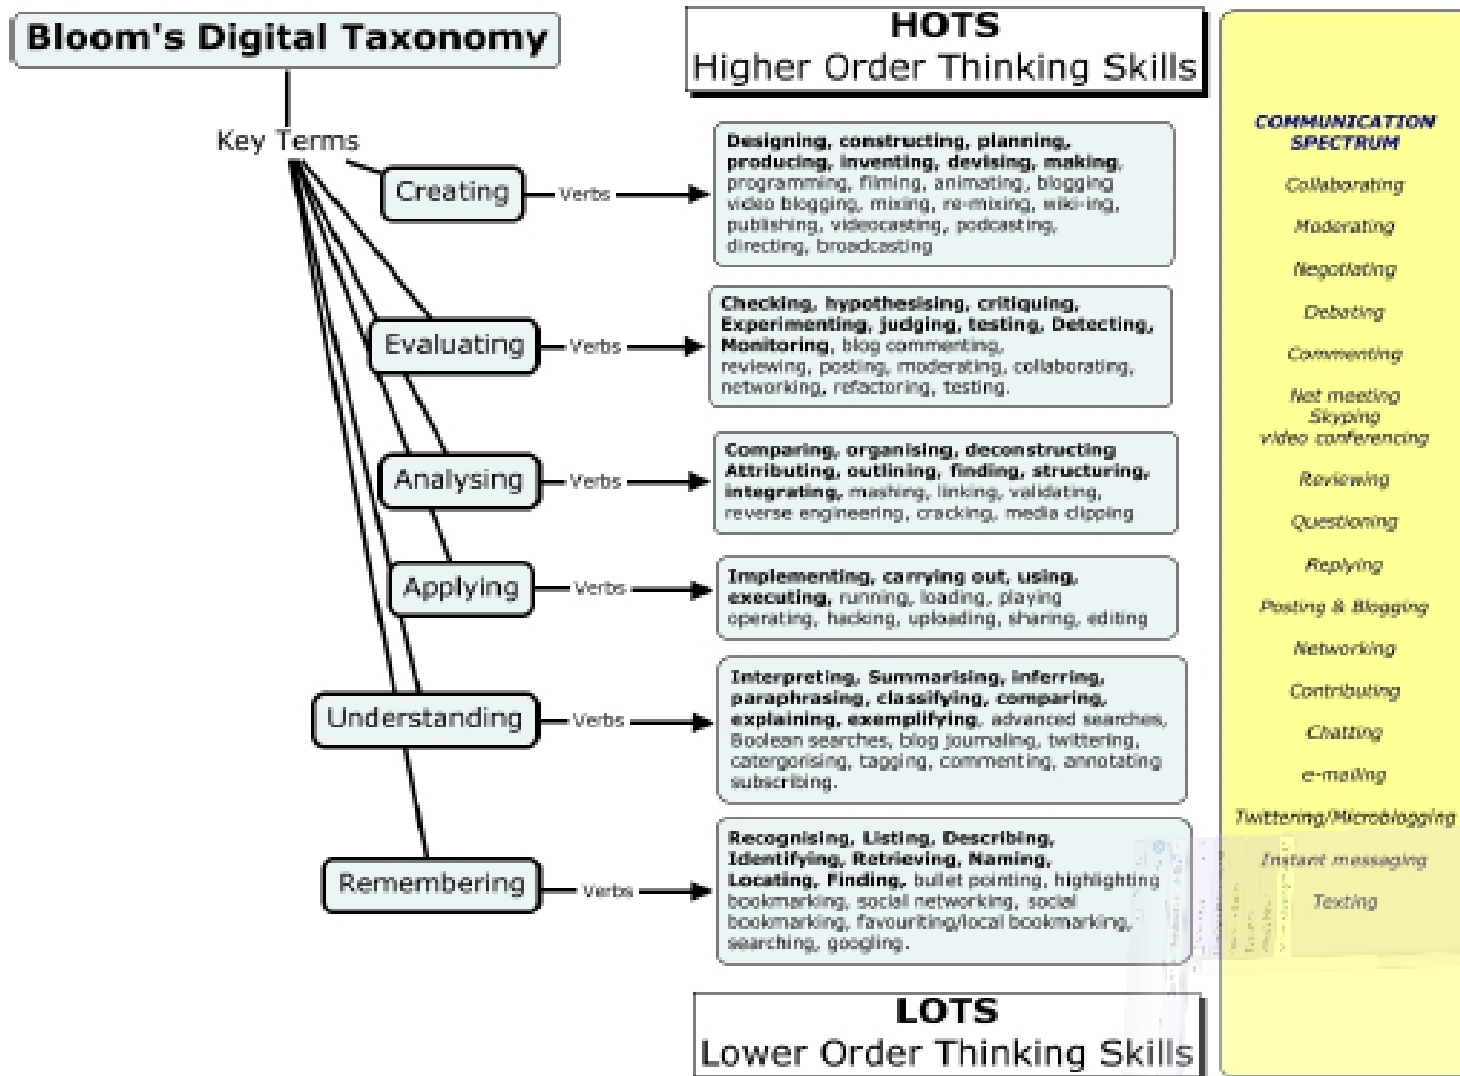 Bloom's Digital Taxonomy
HOTS
Higher Order Thinking Skills
Key Terms
Creating
Verbs
Designing, constructing, planning,
producing, inventing, devising, making,
programming, filming, animating, blogging
video blogging, mixing, re-mixing, wiki-ing,
publishing, videocasting, podcasting,
directing, broadcasting
Evaluating
Verbs
Checking, hypothesising, critiquing,
Experimenting, judging, testing, Detecting,
Monitoring, blog commenting,
reviewing, posting, moderating, collaborating,
networking, refactoring, testing.
Analysing
Verbs
Comparing, organising, deconstructing
Attributing, outlining, finding, structuring,
integrating, mashing, linking, validating,
reverse engineering, cracking, media clipping
Applying
Verbs
Implementing, carrying out, using,
executing, running, loading, playing
operating, hacking, uploading, sharing, editing
Understanding
Verbs
Interpreting, Summarising, inferring,
paraphrasing, classifying, comparing,
explaining, exemplifying, advanced searches,
Boolean searches, blog journaling, twittering,
catergorising, tagging, commenting, annotating
subscribing.
Remembering
Verbs
Recognising, Listing, Describing,
Identifying, Retrieving, Naming,
Locating, Finding, bullet pointing, highlighting
bookmarking, social networking, social
bookmarking, favouriting/local bookmarking,
searching, googling.
LOTS
Lower Order Thinking Skills
COMMUNICATION
SPECTRUM
Collaborating
Moderating
Negotiating
Debating
Commenting
Net meeting
Skyping
video conferencing
Reviewing
Questioning
Replying
Posting & Blogging
Networking
Contributing
Chatting
e-mailing
Twittering/Microblogging
Instant messaging
Texting